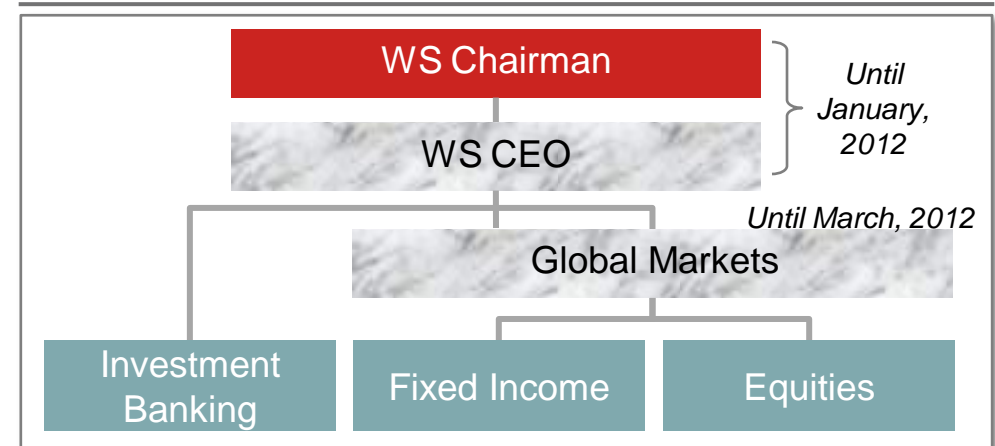 WS Chairman
Until
January,
2012
WS CEO
Until March, 2012
Global Markets
Investment
Banking
Fixed Income
Equities